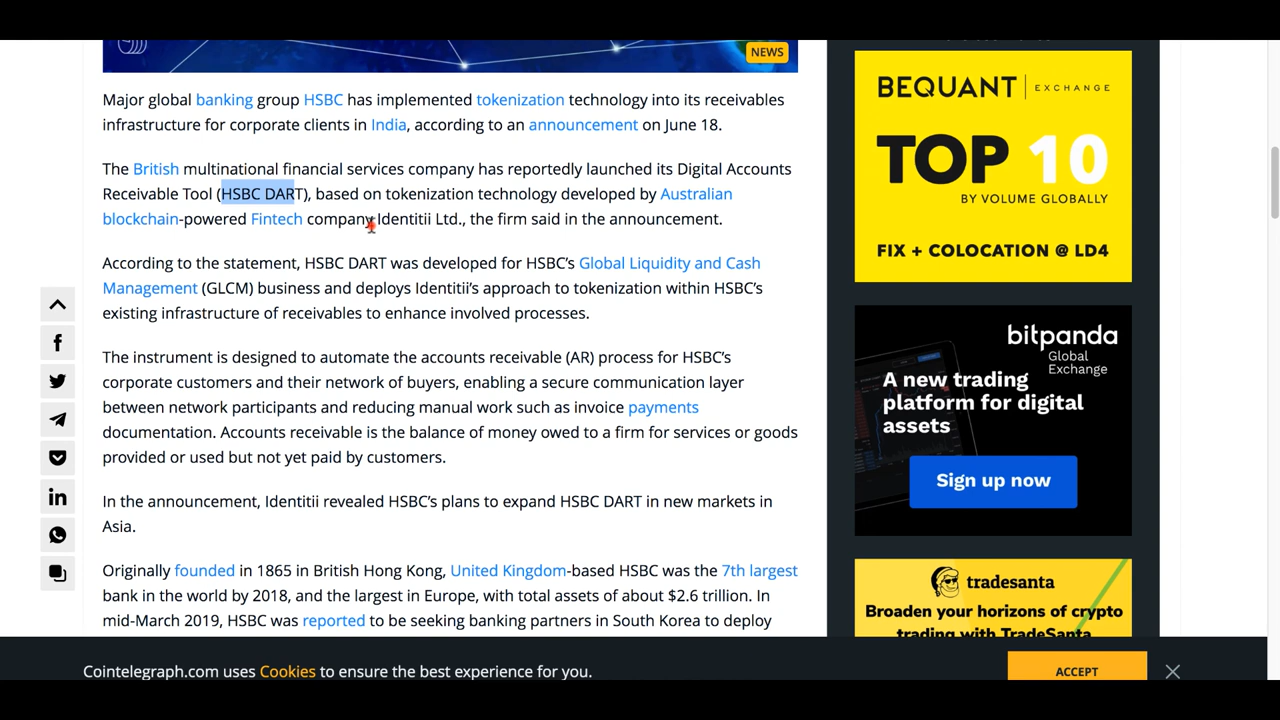 NEWS
Major global banking group HSBC has implemented tokenization technology into its receivables
infrastructure for corporate clients in India, according to an announcement on June 18.
The British multinational financial services company has reportedly launched its Digital Accounts
Receivable Tool (HSBC DART), based on tokenization technology developed by Australian
blockchain-powered Fintech company Identitii Ltd., the firm said in the announcement.
According to the statement, HSBC DART was developed for HSBC’s Global Liquidity and Cash
Management (GLCM) business and deploys Identitii’s approach to tokenization within HSBC’s
existing infrastructure of receivables to enhance involved processes.
The instrument is designed to automate the accounts receivable (AR) process for HSBC’s
corporate customers and their network of buyers, enabling a secure communication layer
between network participants and reducing manual work such as invoice payments
documentation. Accounts receivable is the balance of money owed to a firm for services or goods
provided or used but not yet paid by customers.
In the announcement, Identitii revealed HSBC’s plans to expand HSBC DART in new markets in
Asia.
Originally founded in 1865 in British Hong Kong, United Kingdom-based HSBC was the 7th largest
bank in the world by 2018, and the largest in Europe, with total assets of about $2.6 trillion. In
mid-March 2019, HSBC was reported to be seeking banking partners in South Korea to deploy
BEQUANT EXCHANGE
TOP 10
BY VOLUME GLOBALLY
FIX + COLOCATION @ LD4
bitpanda
Global
Exchange
A new trading
platform for digital
assets
Sign up now
tradesanta
Broaden your horizons of crypto
trading with TradeSanta
Cointelegraph.com uses Cookies to ensure the best experience for you.
ACCEPT